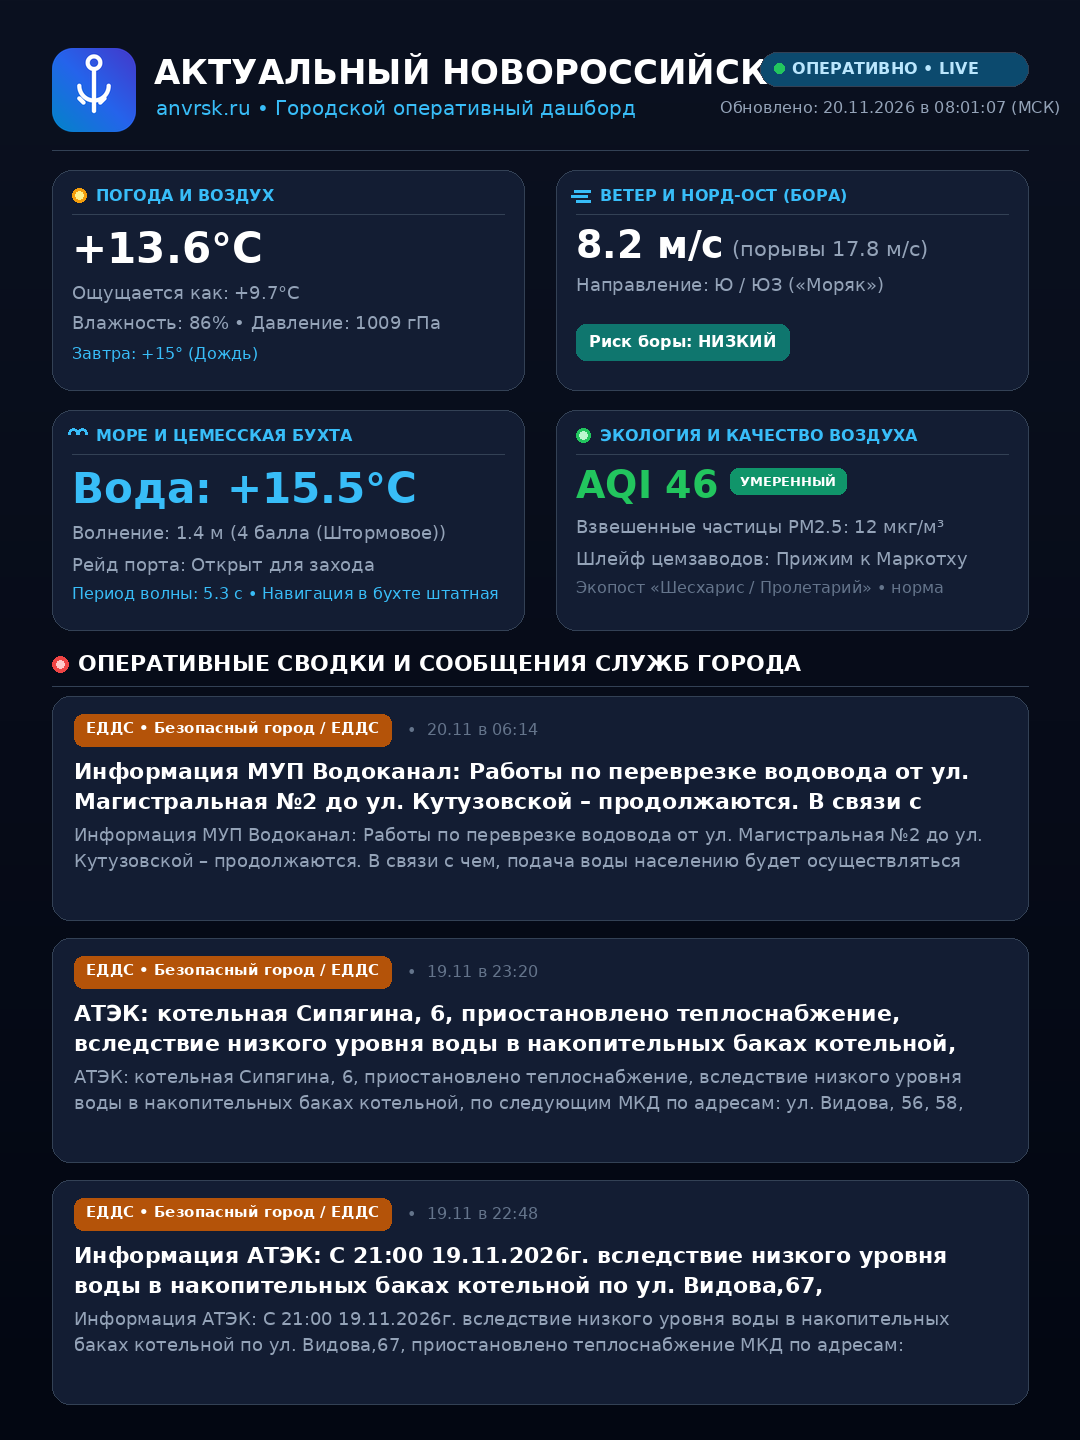 АКТУАЛЬНЫЙ НОВОРОССИЙСК
ОПЕРАТИВНО • LIVE
anvrsk.ru • Городской оперативный дашборд
Обновлено: 20.11.2026 в 08:01:07 (МСК)
ПОГОДА И ВОЗДУХ
+13.6°C
Ощущается как: +9.7°C
Влажность: 86% • Давление: 1009 гПа
Завтра: +15° (Дождь)
ВЕТЕР И НОРД-ОСТ (БОРА)
8.2 м/с (порывы 17.8 м/с)
Направление: Ю / ЮЗ («Моряк»)
Риск боры: НИЗКИЙ
МОРЕ И ЦЕМЕССКАЯ БУХТА
Вода: +15.5°C
Волнение: 1.4 м (4 балла (Штормовое))
Рейд порта: Открыт для захода
Период волны: 5.3 с • Навигация в бухте штатная
ЭКОЛОГИЯ И КАЧЕСТВО ВОЗДУХА
AQI 46 УМЕРЕННЫЙ
Взвешенные частицы PM2.5: 12 мкг/м³
Шлейф цемзаводов: Прижим к Маркотху
Экопост «Шесхарис / Пролетарий» • норма
ОПЕРАТИВНЫЕ СВОДКИ И СООБЩЕНИЯ СЛУЖБ ГОРОДА
ЕДДС • Безопасный город / ЕДДС • 20.11 в 06:14
Информация МУП Водоканал: Работы по переврезке водовода от ул.
Магистральная №2 до ул. Кутузовской – продолжаются. В связи с
Информация МУП Водоканал: Работы по переврезке водовода от ул. Магистральная №2 до ул.
Кутузовской – продолжаются. В связи с чем, подача воды населению будет осуществляться
ЕДДС • Безопасный город / ЕДДС • 19.11 в 23:20
АТЭК: котельная Сипягина, 6, приостановлено теплоснабжение,
вследствие низкого уровня воды в накопительных баках котельной,
АТЭК: котельная Сипягина, 6, приостановлено теплоснабжение, вследствие низкого уровня
воды в накопительных баках котельной, по следующим МКД по адресам: ул. Видова, 56, 58,
ЕДДС • Безопасный город / ЕДДС • 19.11 в 22:48
Информация АТЭК: С 21:00 19.11.2026г. вследствие низкого уровня
воды в накопительных баках котельной по ул. Видова,67,
Информация АТЭК: С 21:00 19.11.2026г. вследствие низкого уровня воды в накопительных
баках котельной по ул. Видова,67, приостановлено теплоснабжение МКД по адресам: